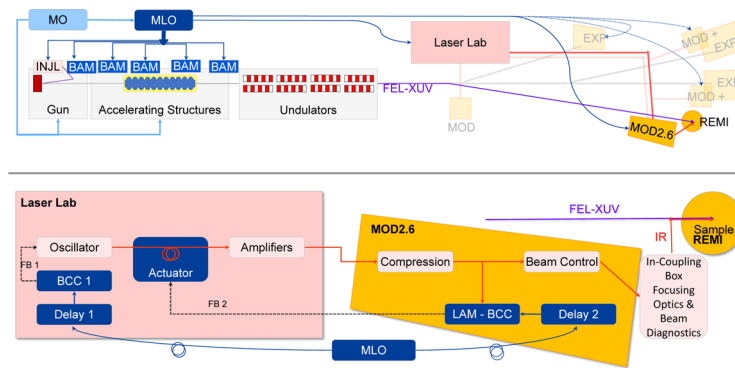 MO
MLO
Laser Lab
EXP
MOD +
EXP
INJL
BAM
BAM
BAM
BAM
BAM
EXP
MOD +
FEL-XUV
Gun
Accelerating Structures
Undulators
MOD
MOD2.6
REMI
Laser Lab
MOD2.6
FEL-XUV
Sample
REMI
IR
Oscillator
Actuator
Amplifiers
Compression
Beam Control
In-Coupling
Box
Focusing
Optics &
Beam
Diagnostics
FB 1
BCC 1
FB 2
Delay 1
LAM - BCC
Delay 2
MLO